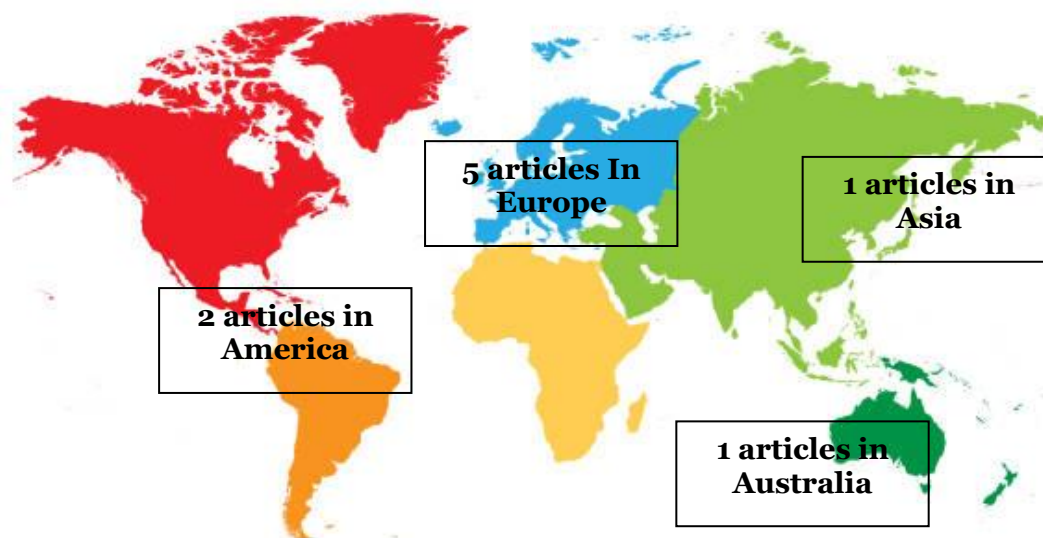 5 articles In
Europe
1 articles in
Asia
2 articles in
America
1 articles in
Australia